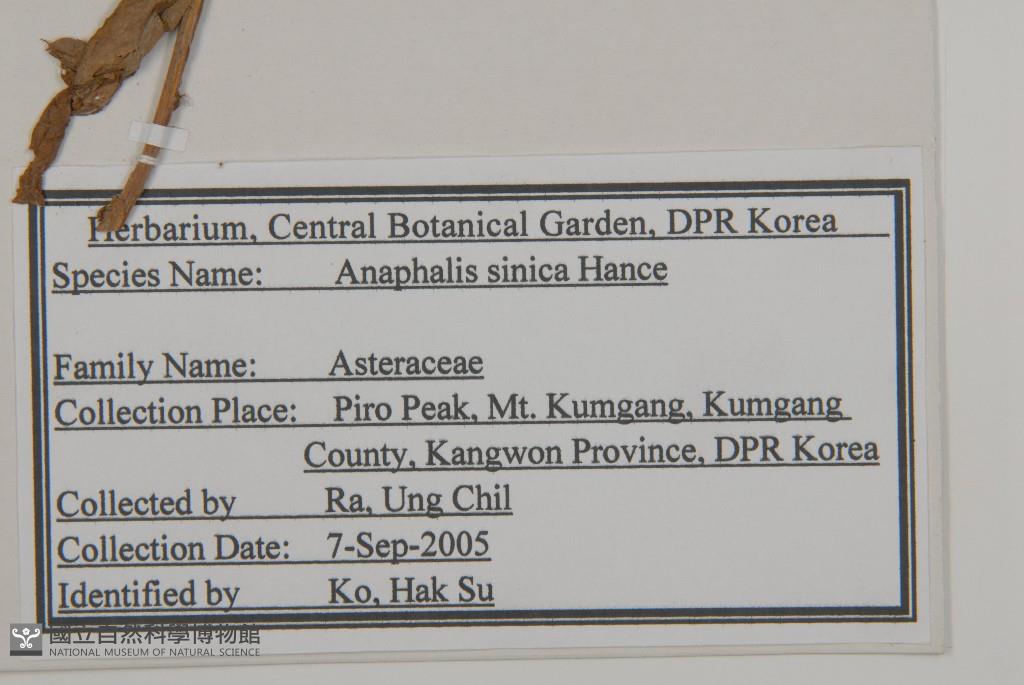 Herbarium, Central Botanical Garden, DPR Korea
Species Name: Anaphalis sinica Hance
Family Name: Asteraceae
Collection Place: Piro Peak, Mt. Kumgang, Kumgang
County, Kangwon Province, DPR Korea
Collected by Ra, Ung Chil
Collection Date: 7-Sep-2005
Identified by Ko, Hak Su
國立自然科學博物館
NATIONAL MUSEUM OF NATURAL SCIENCE